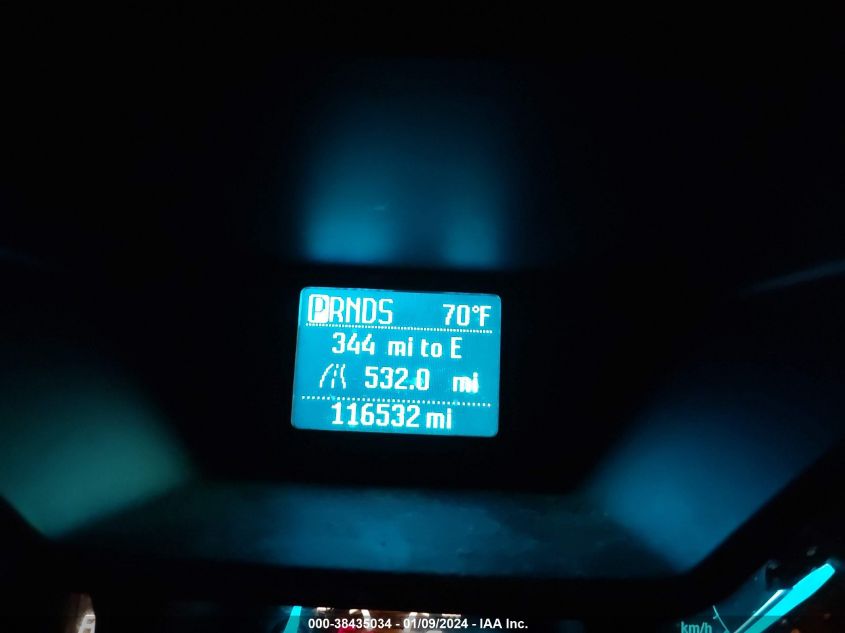 PRNDS 70°F
344 mi to E
532.0 mi
116532 mi
km/h
000-38435034 - 01/09/2024 - IAA Inc.